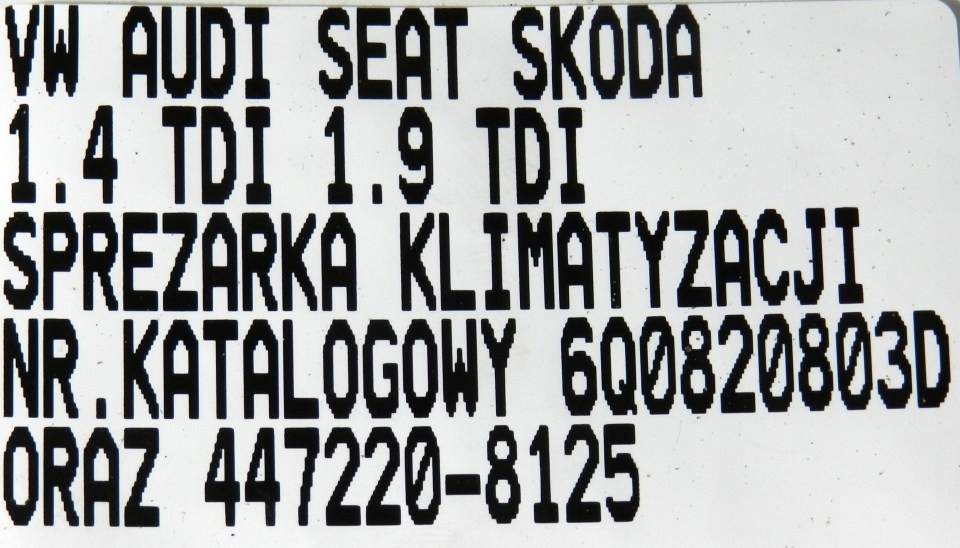 VW AUDI SEAT SKODA
1.4 TDI 1.9 TDI
SPREZARKA KLIMATYZACJI
NR.KATALOGOWY 6Q0820803D
ORAZ 447220-8125